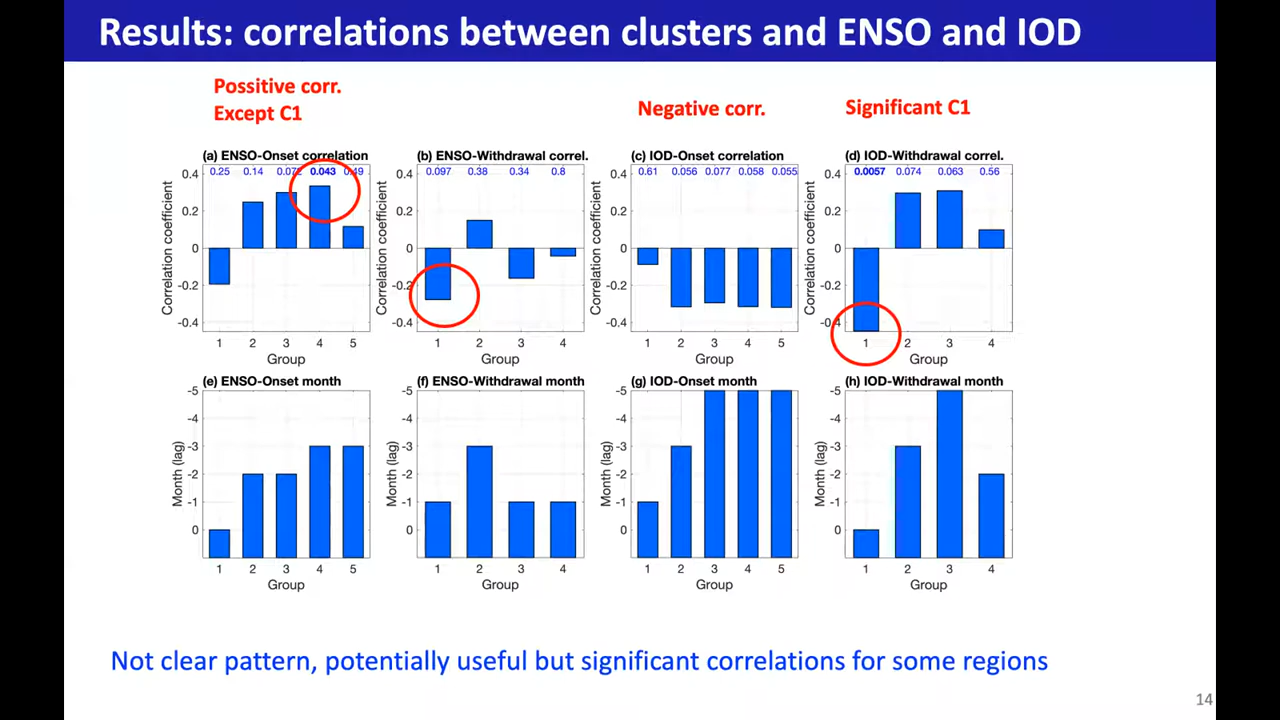 Results: correlations between clusters and ENSO and IOD
Possitive corr.
Except C1
Negative corr.
Significant C1
(a) ENSO-Onset correlation
0.25 0.14 0.072 0.043 0.49
0.4
0.2
0
-0.2
-0.4
Correlation coefficient
1 2 3 4 5
Group
(b) ENSO-Withdrawal correl.
0.097 0.38 0.34 0.8
0.4
0.2
0
-0.2
-0.4
Correlation coefficient
1 2 3 4
Group
(c) IOD-Onset correlation
0.61 0.056 0.077 0.058 0.055
0.4
0.2
0
-0.2
-0.4
Correlation coefficient
1 2 3 4 5
Group
(d) IOD-Withdrawal correl.
0.0057 0.074 0.063 0.56
0.4
0.2
0
-0.2
-0.4
Correlation coefficient
1 2 3 4
Group
(e) ENSO-Onset month
-5
-4
-3
-2
-1
0
Month (lag)
1 2 3 4 5
Group
(f) ENSO-Withdrawal month
-5
-4
-3
-2
-1
0
Month (lag)
1 2 3 4
Group
(g) IOD-Onset month
-5
-4
-3
-2
-1
0
Month (lag)
1 2 3 4 5
Group
(h) IOD-Withdrawal month
-5
-4
-3
-2
-1
0
Month (lag)
1 2 3 4
Group
Not clear pattern, potentially useful but significant correlations for some regions
14